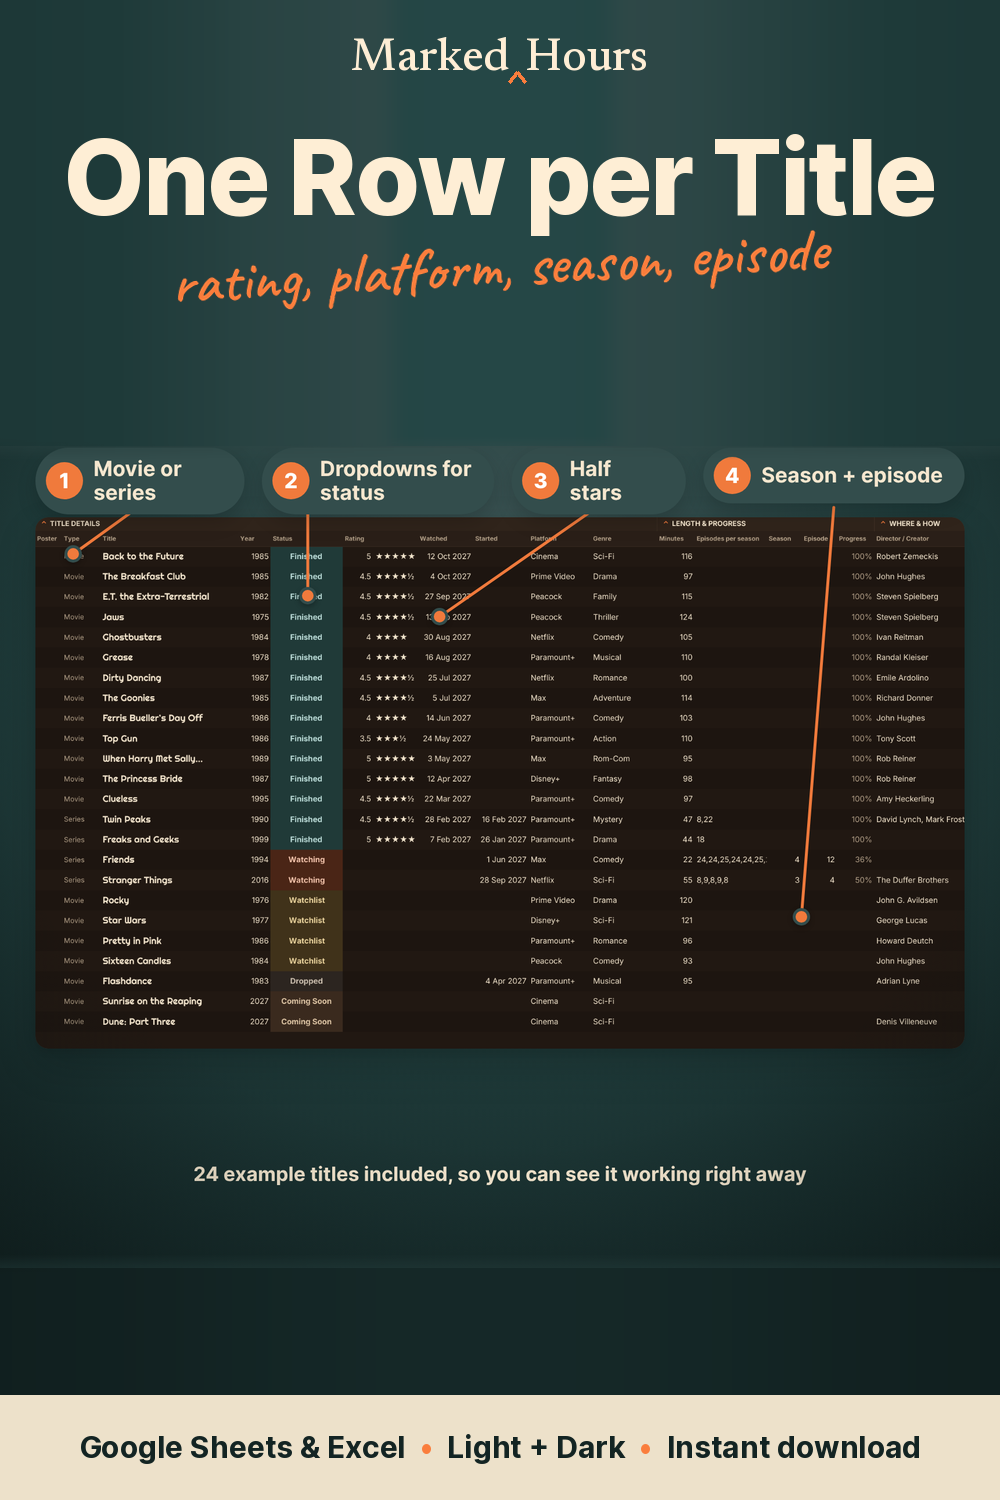 Marked Hours
One Row per Title
rating, platform, season, episode
1 Movie or series
2 Dropdowns for status
3 Half stars
4 Season + episode
TITLE DETAILS LENGTH & PROGRESS WHERE & HOW
Poster Type Title Year Status Rating Watched Started Platform Genre Minutes Episodes per season Season Episode Progress Director / Creator
Back to the Future 1985 Finished 5 ★★★★★ 12 Oct 2027 Cinema Sci-Fi 116 100% Robert Zemeckis
Movie The Breakfast Club 1985 Finished 4.5 ★★★★½ 4 Oct 2027 Prime Video Drama 97 100% John Hughes
Movie E.T. the Extra-Terrestrial 1982 4.5 ★★★★½ 27 Sep 2027 Peacock Family 115 100% Steven Spielberg
Movie Jaws 1975 Finished 4.5 ★★★★½ 2027 Peacock Thriller 124 100% Steven Spielberg
Movie Ghostbusters 1984 Finished 4 ★★★★ 30 Aug 2027 Netflix Comedy 105 100% Ivan Reitman
Movie Grease 1978 Finished 4 ★★★★ 16 Aug 2027 Paramount+ Musical 110 100% Randal Kleiser
Movie Dirty Dancing 1987 Finished 4.5 ★★★★½ 25 Jul 2027 Netflix Romance 100 100% Emile Ardolino
Movie The Goonies 1985 Finished 4.5 ★★★★½ 5 Jul 2027 Max Adventure 114 100% Richard Donner
Movie Ferris Bueller's Day Off 1986 Finished 4 ★★★★ 14 Jun 2027 Paramount+ Comedy 103 100% John Hughes
Movie Top Gun 1986 Finished 3.5 ★★★½ 24 May 2027 Paramount+ Action 110 100% Tony Scott
Movie When Harry Met Sally... 1989 Finished 5 ★★★★★ 3 May 2027 Max Rom-Com 95 100% Rob Reiner
Movie The Princess Bride 1987 Finished 5 ★★★★★ 12 Apr 2027 Disney+ Fantasy 98 100% Rob Reiner
Movie Clueless 1995 Finished 4.5 ★★★★½ 22 Mar 2027 Paramount+ Comedy 97 100% Amy Heckerling
Series Twin Peaks 1990 Finished 4.5 ★★★★½ 28 Feb 2027 16 Feb 2027 Paramount+ Mystery 47 8,22 100% David Lynch, Mark Frost
Series Freaks and Geeks 1999 Finished 5 ★★★★★ 7 Feb 2027 26 Jan 2027 Paramount+ Drama 44 18 100%
Series Friends 1994 Watching 1 Jun 2027 Max Comedy 22 24,24,25,24,24,25, 4 12 36%
Series Stranger Things 2016 Watching 28 Sep 2027 Netflix Sci-Fi 55 8,9,8,9,8 3 4 50% The Duffer Brothers
Movie Rocky 1976 Watchlist Prime Video Drama 120 John G. Avildsen
Movie Star Wars 1977 Watchlist Disney+ Sci-Fi 121 George Lucas
Movie Pretty in Pink 1986 Watchlist Paramount+ Romance 96 Howard Deutch
Movie Sixteen Candles 1984 Watchlist Peacock Comedy 93 John Hughes
Movie Flashdance 1983 Dropped 4 Apr 2027 Paramount+ Musical 95 Adrian Lyne
Movie Sunrise on the Reaping 2027 Coming Soon Cinema Sci-Fi
Movie Dune: Part Three 2027 Coming Soon Cinema Sci-Fi Denis Villeneuve
24 example titles included, so you can see it working right away
Google Sheets & Excel • Light + Dark • Instant download